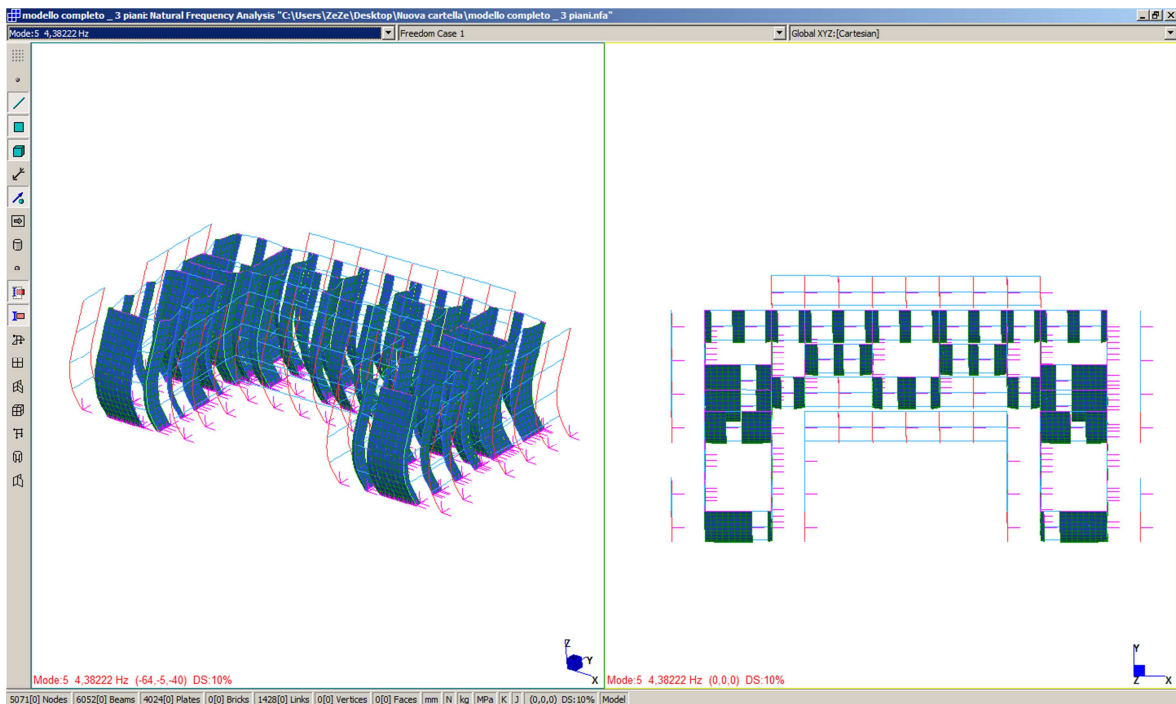 modello completo _ 3 piani: Natural Frequency Analysis "C:\Users\ZeZe\Desktop\Nuova cartella\modello completo _ 3 piani.nfa"
Mode:5 4,38222 Hz
Freedom Case 1
Global XYZ:[Cartesian]
Z
Y
X
Mode:5 4,38222 Hz (-64,-5,-40) DS:10%
Y
Z X
Mode:5 4,38222 Hz (0,0,0) DS:10%
5071[0] Nodes 6052[0] Beams 4024[0] Plates 0[0] Bricks 1428[0] Links 0[0] Vertices 0[0] Faces mm N kg MPa K J (0,0,0) DS:10% Model